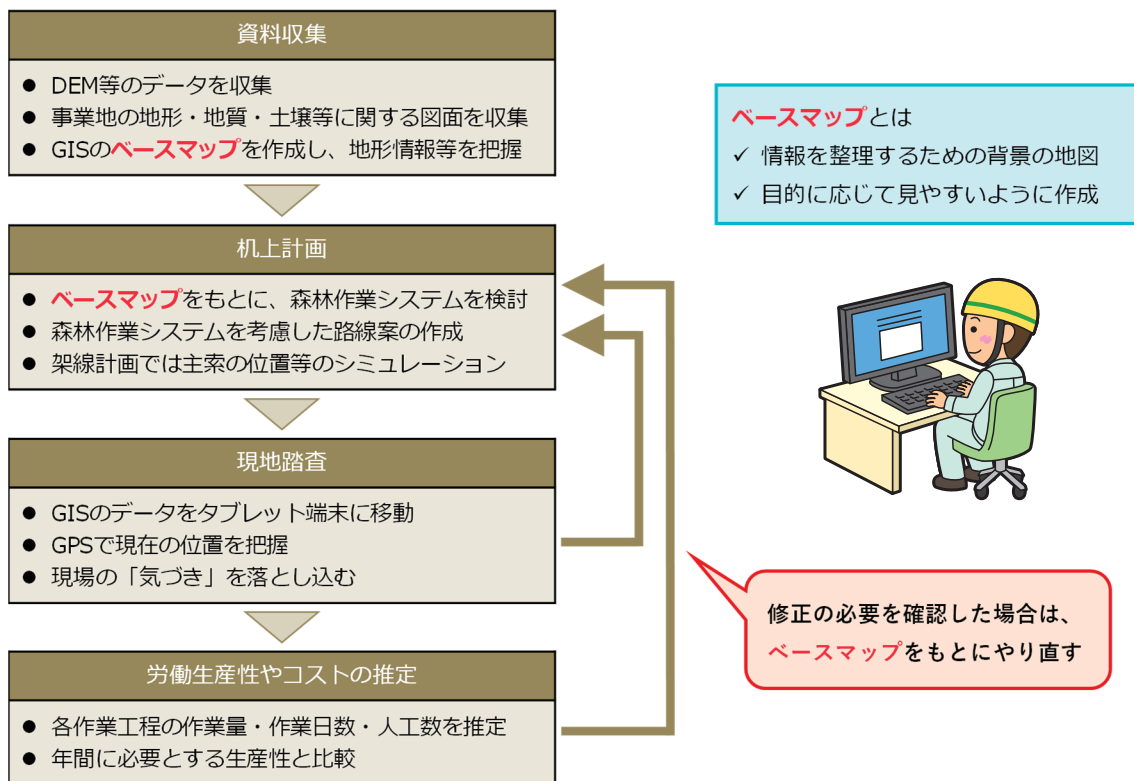 資料収集
● DEM等のデータを収集
● 事業地の地形・地質・土壌等に関する図面を収集
● GISのベースマップを作成し、地形情報等を把握
机上計画
● ベースマップをもとに、森林作業システムを検討
● 森林作業システムを考慮した路線案の作成
● 架線計画では主索の位置等のシミュレーション
現地踏査
● GISのデータをタブレット端末に移動
● GPSで現在の位置を把握
● 現場の「気づき」を落とし込む
労働生産性やコストの推定
● 各作業工程の作業量・作業日数・人工数を推定
● 年間に必要とする生産性と比較
ベースマップとは
✓ 情報を整理するための背景の地図
✓ 目的に応じて見やすいように作成
修正の必要を確認した場合は、
ベースマップをもとにやり直す